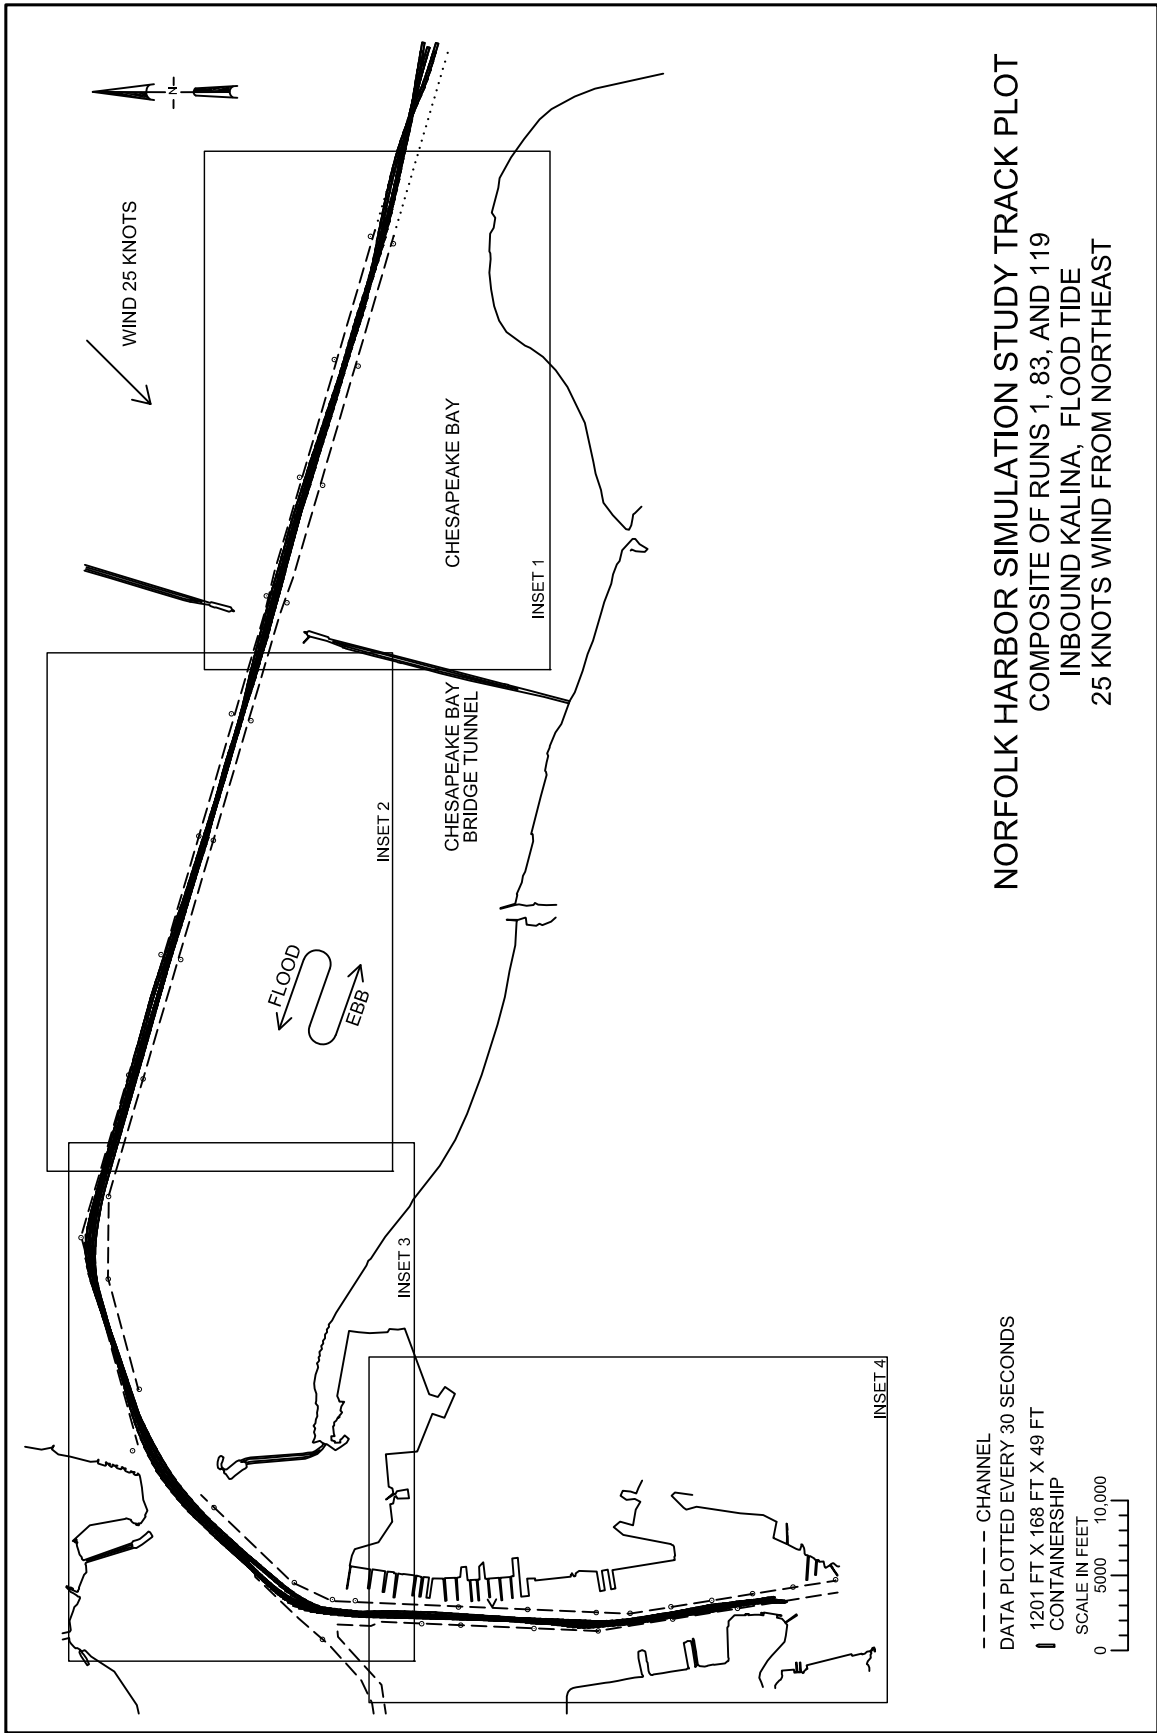 N
WIND 25 KNOTS
CHESAPEAKE BAY
INSET 1
CHESAPEAKE BAY
BRIDGE TUNNEL
INSET 2
FLOOD
EBB
INSET 3
INSET 4
CHANNEL
DATA PLOTTED EVERY 30 SECONDS
1201 FT X 168 FT X 49 FT
CONTAINERSHIP
SCALE IN FEET
0 5000 10,000
NORFOLK HARBOR SIMULATION STUDY TRACK PLOT
COMPOSITE OF RUNS 1, 83, AND 119
INBOUND KALINA, FLOOD TIDE
25 KNOTS WIND FROM NORTHEAST